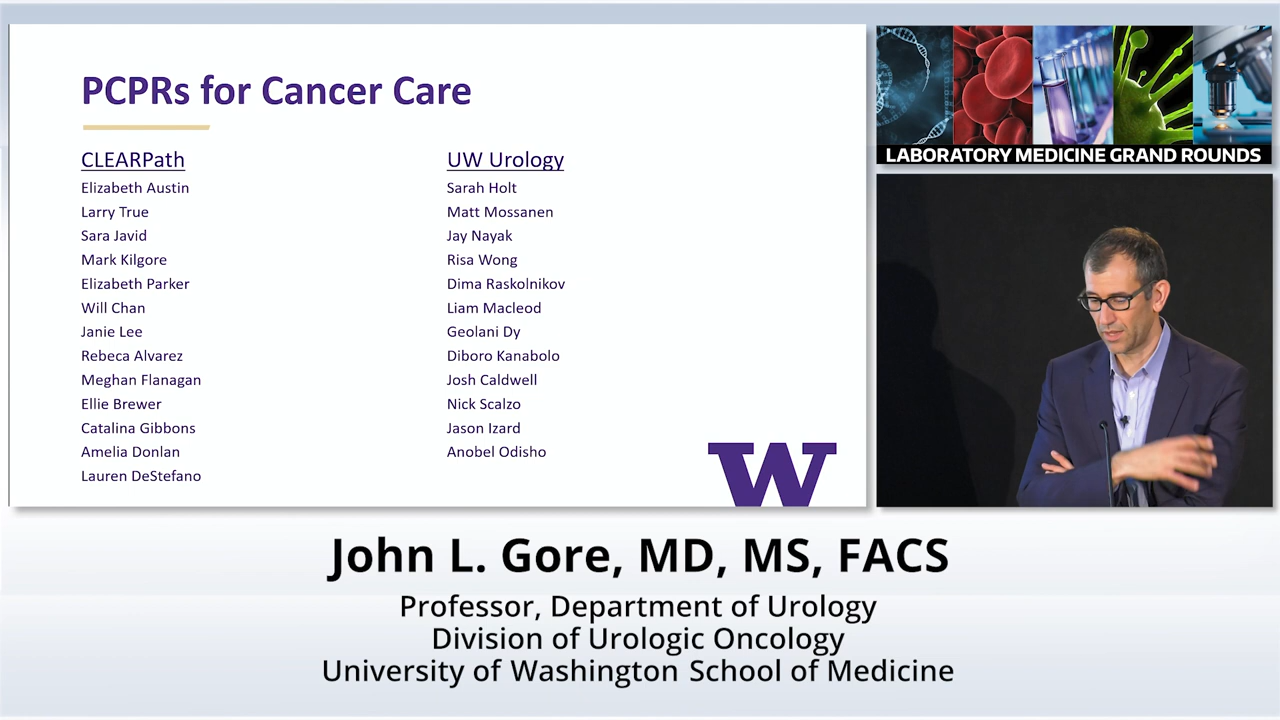 PCPRs for Cancer Care
CLEARPath
Elizabeth Austin
Larry True
Sara Javid
Mark Kilgore
Elizabeth Parker
Will Chan
Janie Lee
Rebeca Alvarez
Meghan Flanagan
Ellie Brewer
Catalina Gibbons
Amelia Donlan
Lauren DeStefano
UW Urology
Sarah Holt
Matt Mossanen
Jay Nayak
Risa Wong
Dima Raskolnikov
Liam Macleod
Geolani Dy
Diboro Kanabolo
Josh Caldwell
Nick Scalzo
Jason Izard
Anobel Odisho
W
LABORATORY MEDICINE GRAND ROUNDS
John L. Gore, MD, MS, FACS
Professor, Department of Urology
Division of Urologic Oncology
University of Washington School of Medicine